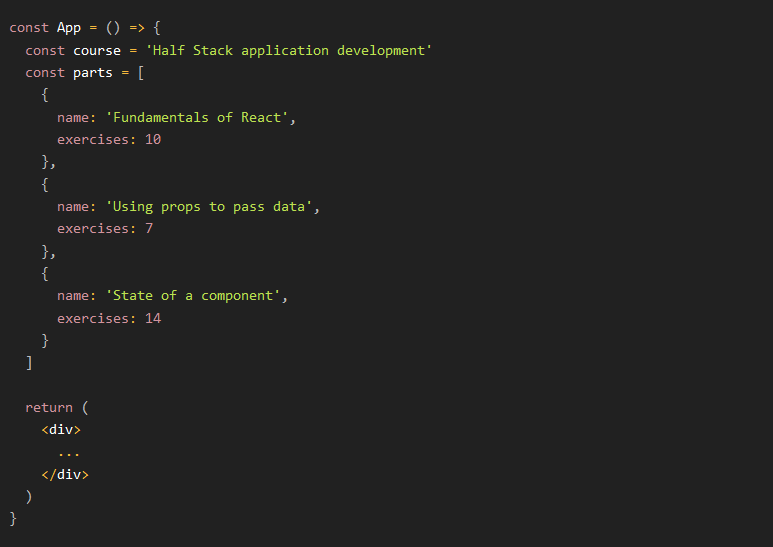 const App = () => {
  const course = 'Half Stack application development'
  const parts = [
    {
      name: 'Fundamentals of React',
      exercises: 10
    },
    {
      name: 'Using props to pass data',
      exercises: 7
    },
    {
      name: 'State of a component',
      exercises: 14
    }
  ]

  return (
    <div>
      ...
    </div>
  )
}